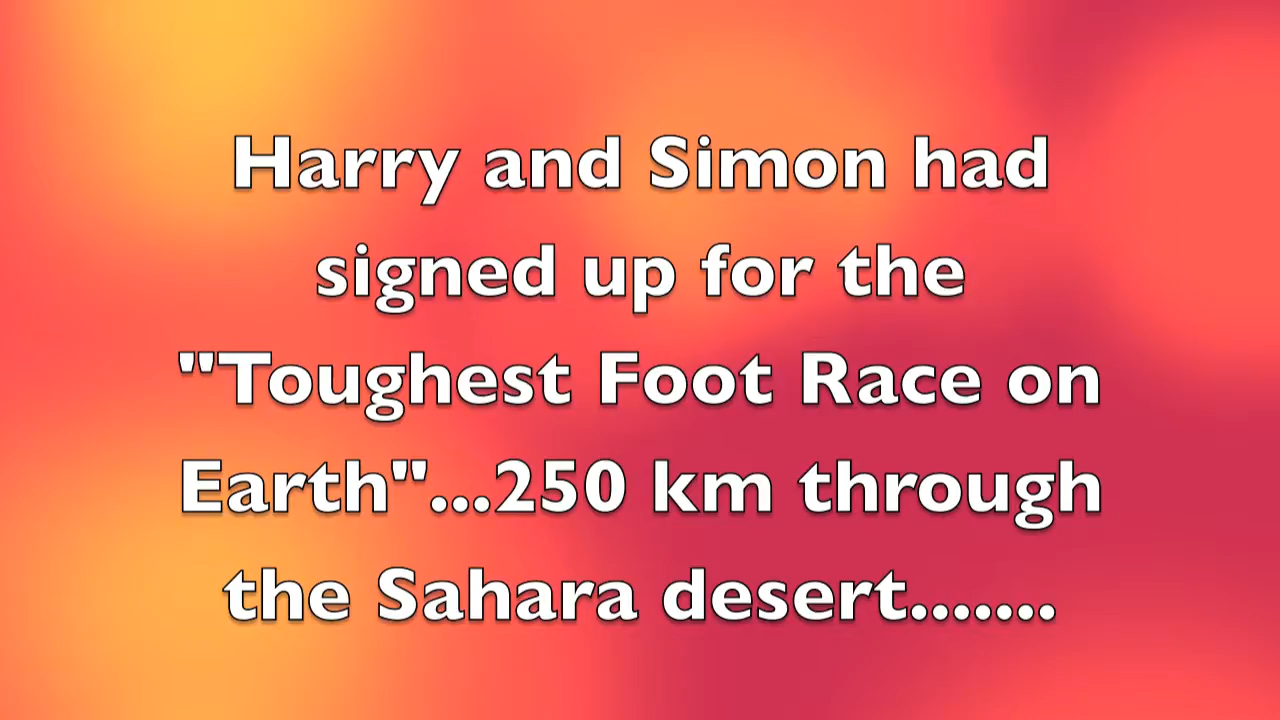 Harry and Simon had
signed up for the
"Toughest Foot Race on
Earth"...250 km through
the Sahara desert.......